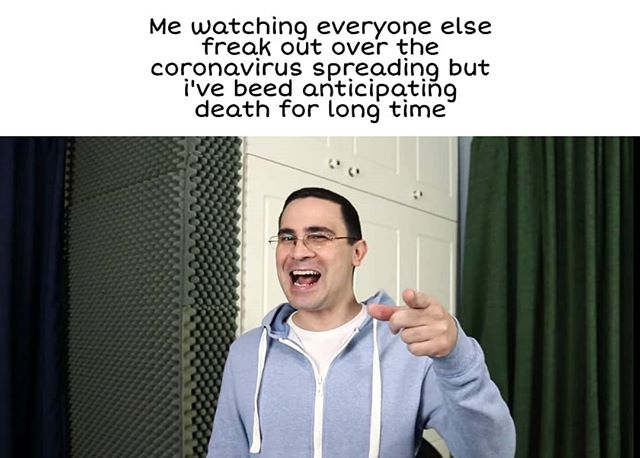 Me watching everyone else
freak out over the
coronavirus spreading but
i've beed anticipating
death for long time